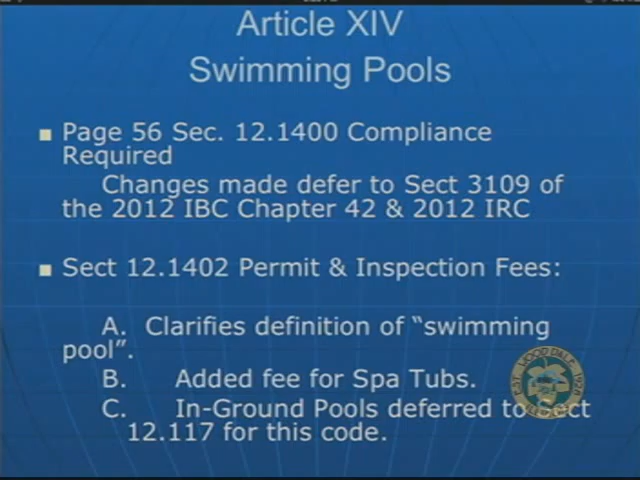 Article XIV
Swimming Pools
Page 56 Sec. 12.1400 Compliance
Required
Changes made defer to Sect 3109 of
the 2012 IBC Chapter 42 & 2012 IRC
Sect 12.1402 Permit & Inspection Fees:
A. Clarifies definition of “swimming
pool”.
B. Added fee for Spa Tubs.
C. In-Ground Pools deferred to Sect
12.117 for this code.
WOOD DALE